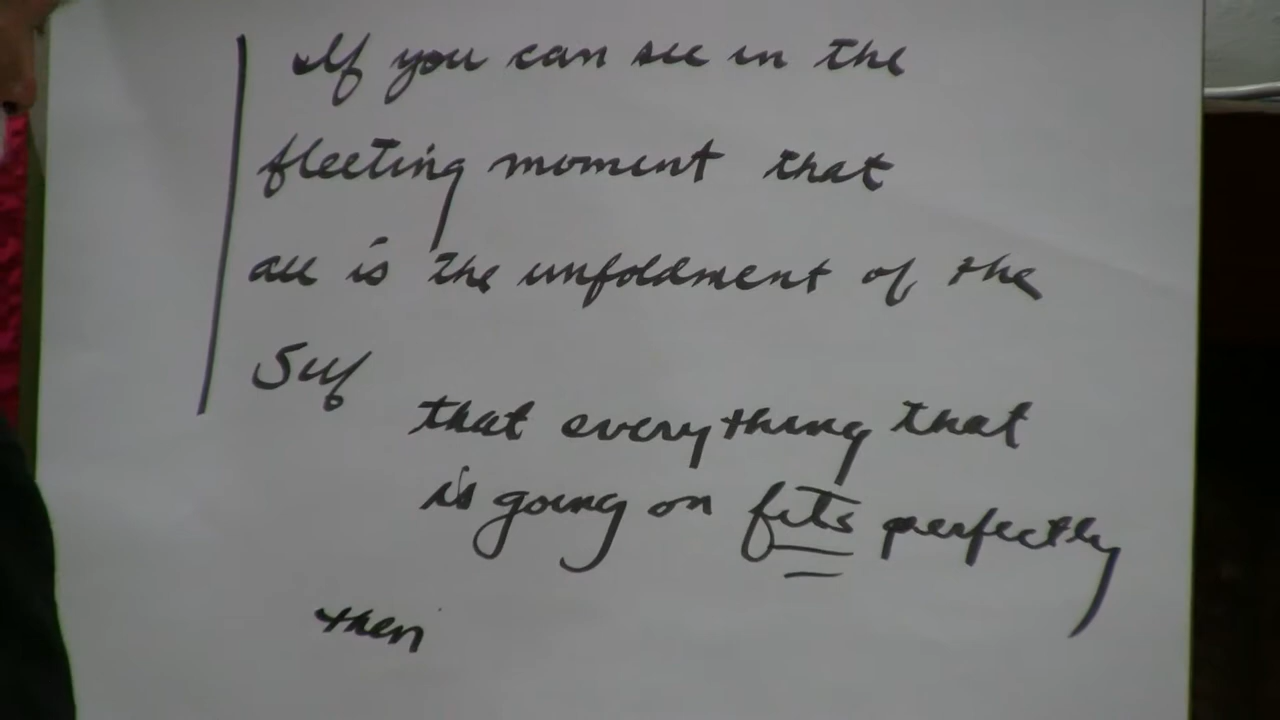 If you can see in the
fleeting moment that
all is the unfoldment of the
Self
that everything that
is going on fits perfectly
then